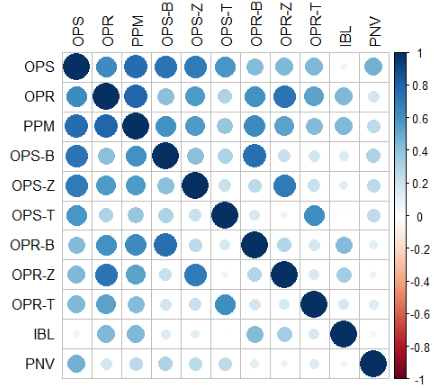 OPS OPR PPM OPS-B OPS-Z OPS-T OPR-B OPR-Z OPR-T IBL PNV
OPS
OPR
PPM
OPS-B
OPS-Z
OPS-T
OPR-B
OPR-Z
OPR-T
IBL
PNV
1
0.8
0.6
0.4
0.2
0
-0.2
-0.4
-0.6
-0.8
-1